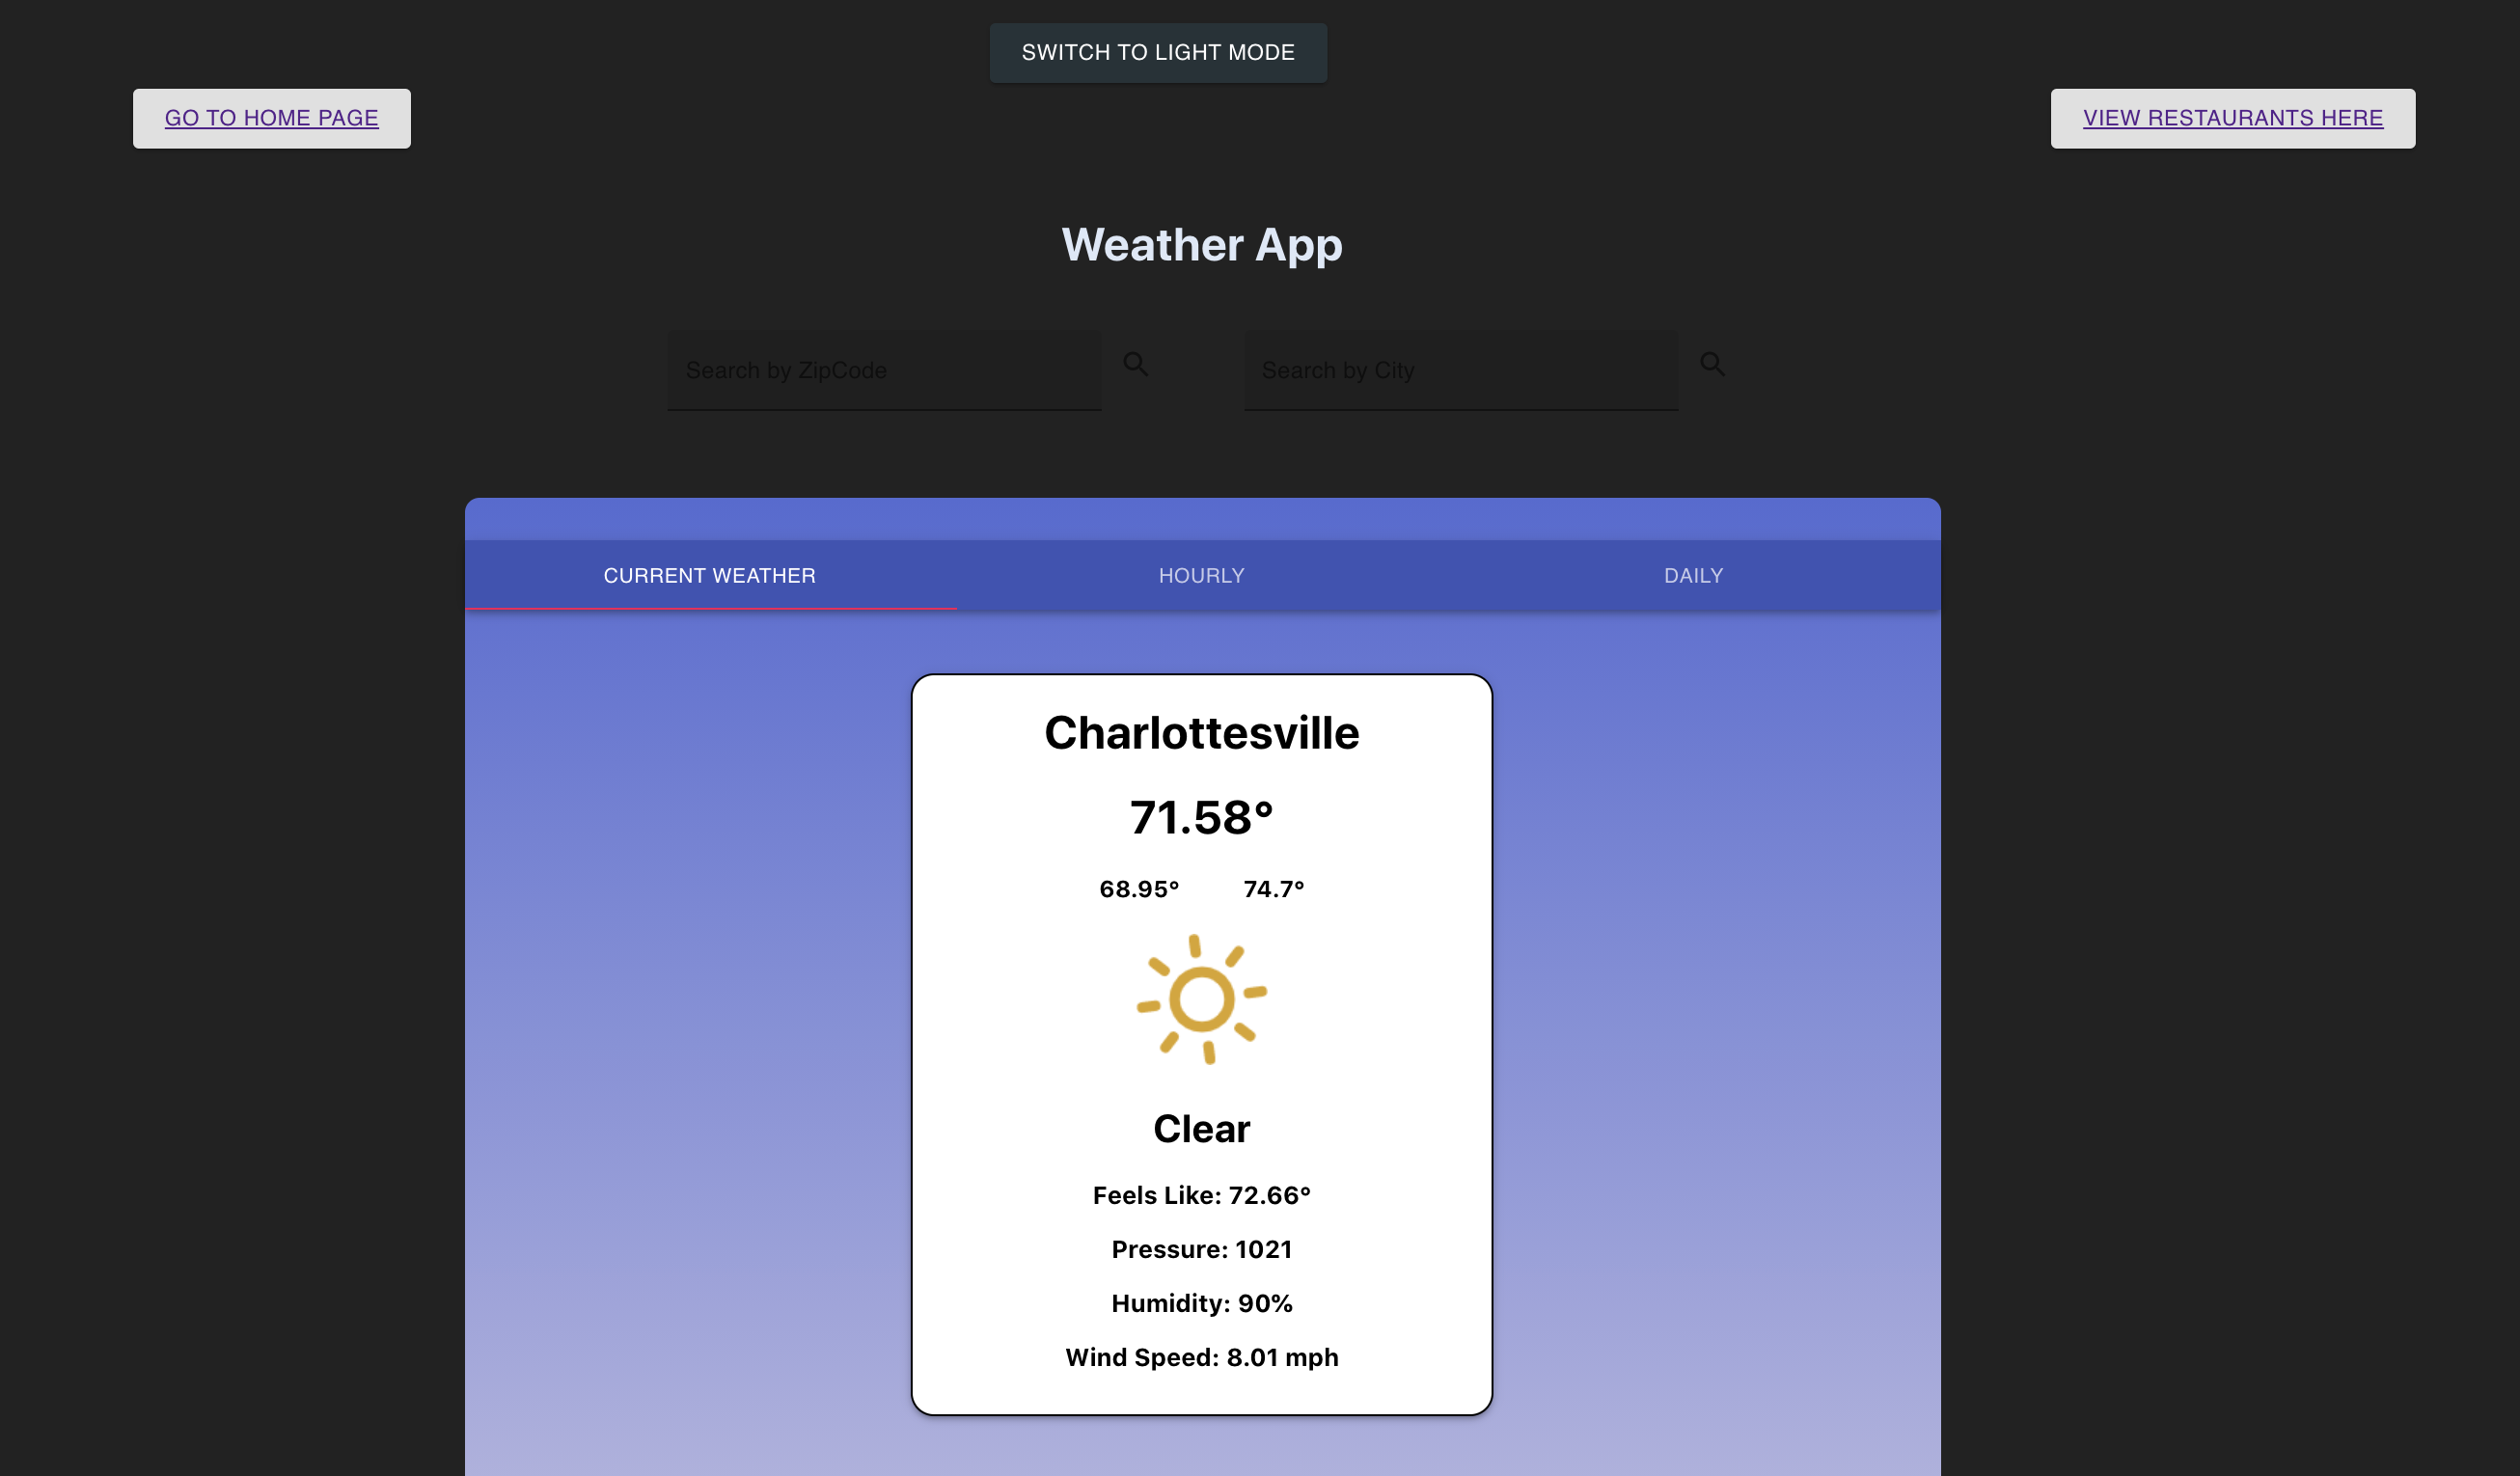 SWITCH TO LIGHT MODE
GO TO HOME PAGE
VIEW RESTAURANTS HERE
Weather App
Search by ZipCode
Search by City
CURRENT WEATHER
HOURLY
DAILY
Charlottesville
71.58°
68.95° 74.7°
Clear
Feels Like: 72.66°
Pressure: 1021
Humidity: 90%
Wind Speed: 8.01 mph